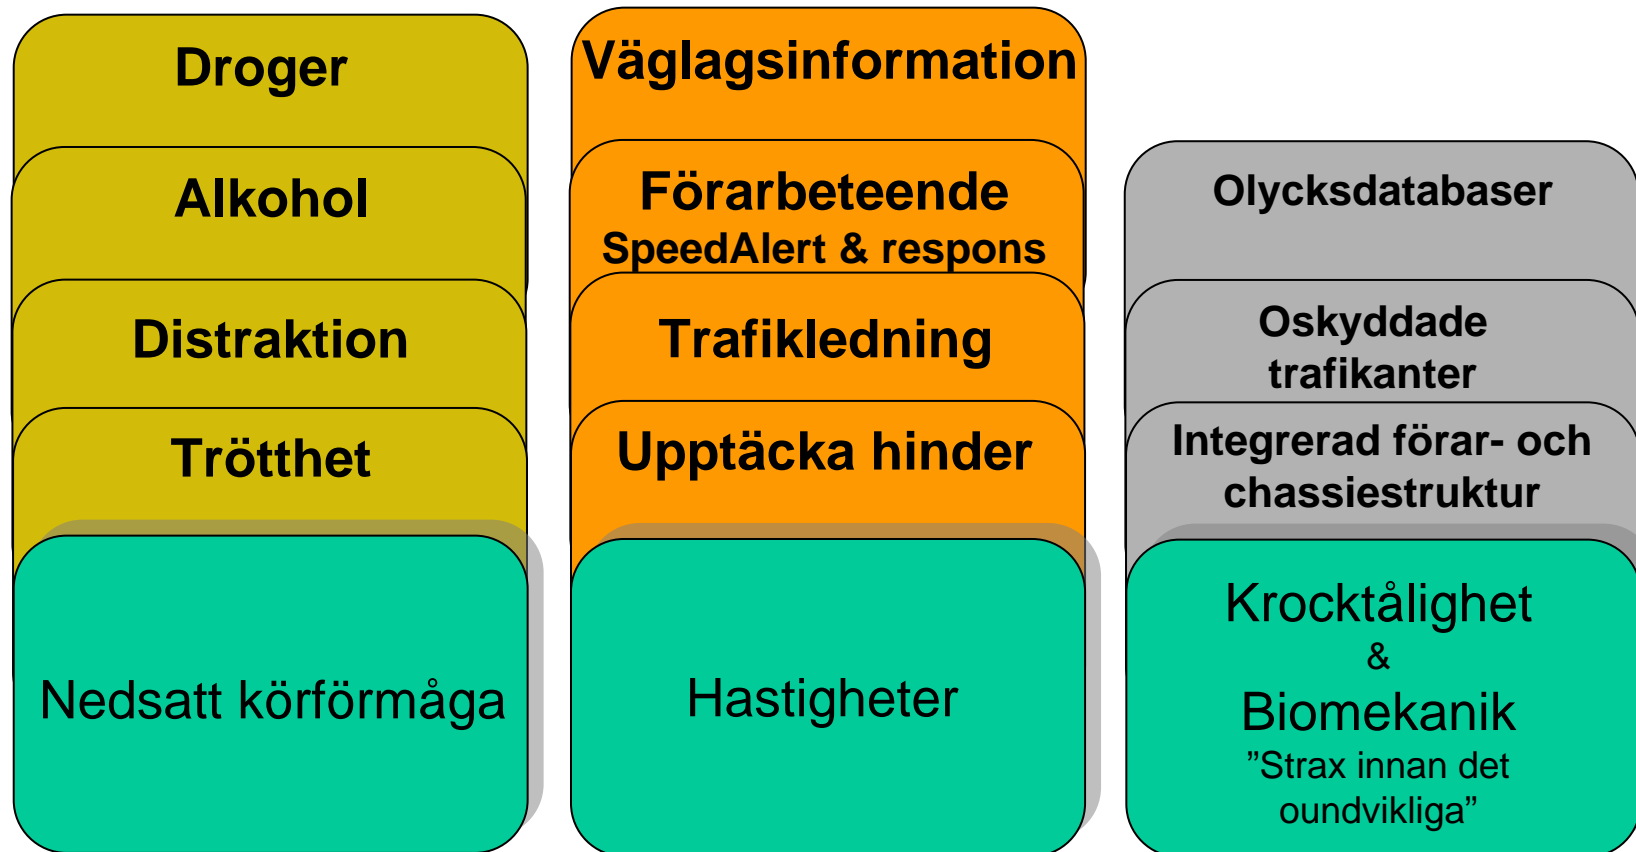 Droger
Alkohol
Distraktion
Trötthet
Nedsatt körförmåga
Väglagsinformation
Förarbeteende
SpeedAlert & respons
Trafikledning
Upptäcka hinder
Hastigheter
Olycksdatabaser
Oskyddade
trafikanter
Integrerad förar- och
chassiestruktur
Krocktålighet
&
Biomekanik
”Strax innan det
oundvikliga”